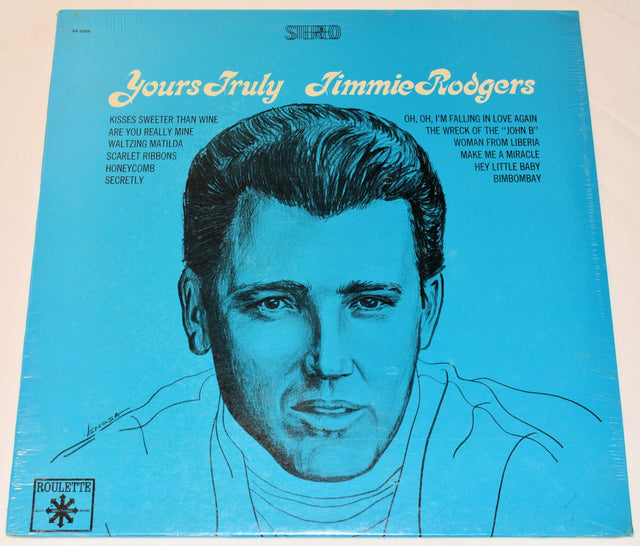 STEREO
Yours Truly Jimmie Rodgers
KISSES SWEETER THAN WINE
ARE YOU REALLY MINE
WALTZING MATILDA
SCARLET RIBBONS
HONEYCOMB
SECRETLY
OH, OH, I'M FALLING IN LOVE AGAIN
THE WRECK OF THE "JOHN B"
WOMAN FROM LIBERIA
MAKE ME A MIRACLE
HEY LITTLE BABY
BIMBOMBAY
LENOSA
ROULETTE